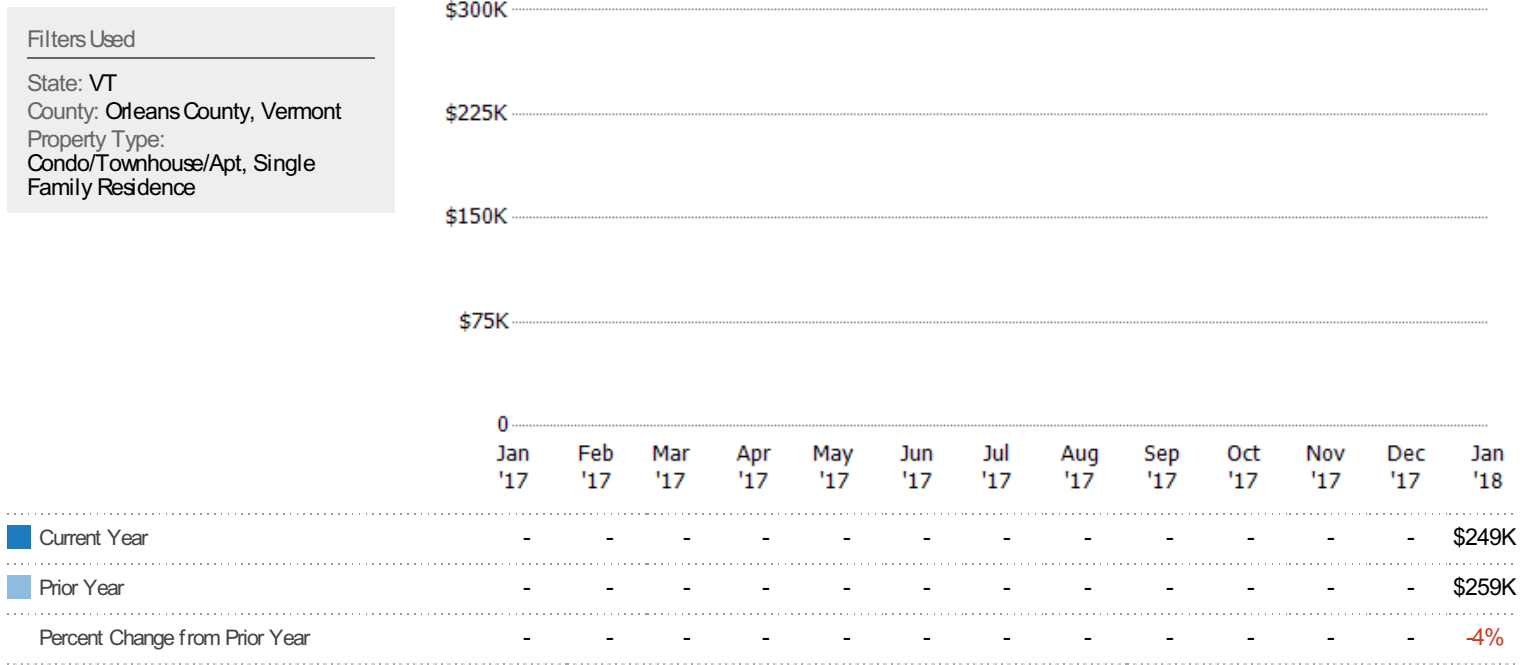 Filters Used
State: VT
County: Orleans County, Vermont
Property Type:
Condo/Townhouse/Apt, Single
Family Residence
$300K
$225K
$150K
$75K
0
Jan Feb Mar Apr May Jun Jul Aug Sep Oct Nov Dec Jan
'17 '17 '17 '17 '17 '17 '17 '17 '17 '17 '17 '17 '18
Current Year - - - - - - - - - - - - $249K
Prior Year - - - - - - - - - - - - $259K
Percent Change from Prior Year - - - - - - - - - - - - -4%